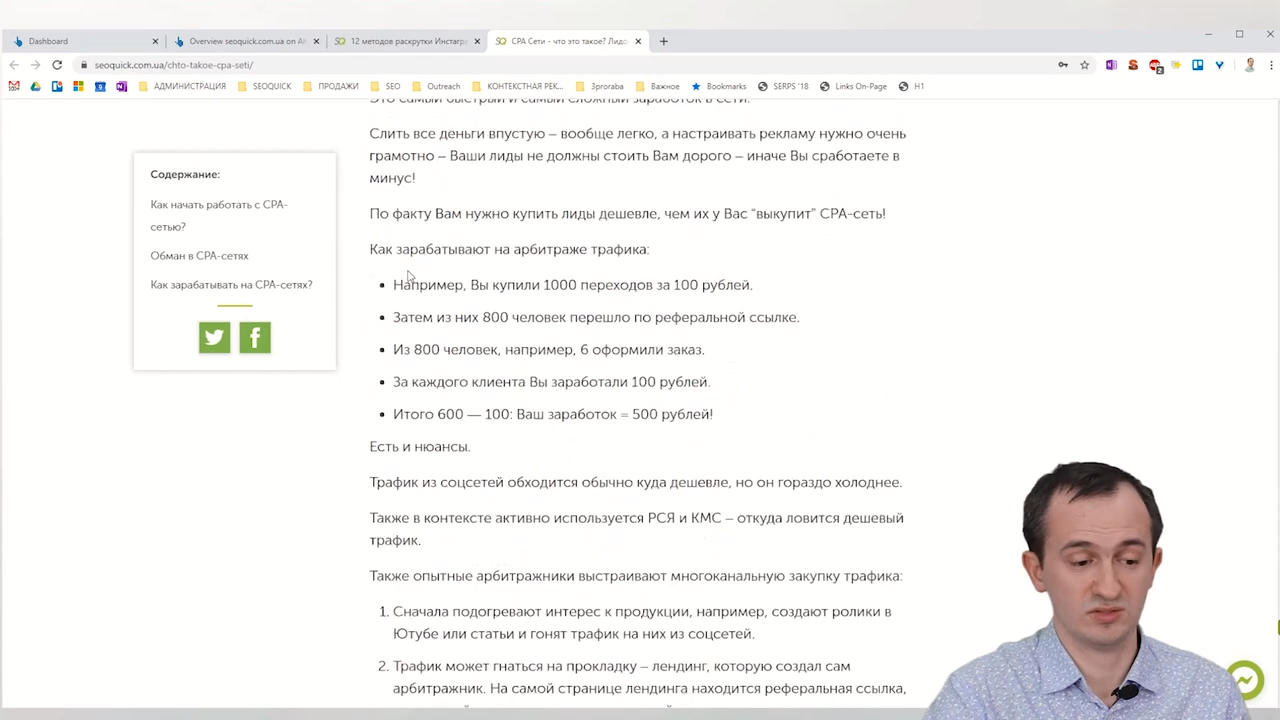 Dashboard
Overview seoquick.com.ua on
12 методов раскрутки
CPA Сети - что это такое?
seoquick.com.ua/chto-takoe-cpa-seti/
АДМИНИСТРАЦИЯ
SEOQUICK
ПРОДАЖИ
SEO
Outreach
КОНТЕКСТНАЯ РЕК...
3proraba
Важное
Bookmarks
SERPS '18
Links On-Page
H1
Это самый быстрый и самый сложный заработок в сети.
Слить все деньги впустую – вообще легко, а настраивать рекламу нужно очень
грамотно – Ваши лиды не должны стоить Вам дорого – иначе Вы сработаете в
минус!
По факту Вам нужно купить лиды дешевле, чем их у Вас “выкупит” CPA-сеть!
Как зарабатывают на арбитраже трафика:
Например, Вы купили 1000 переходов за 100 рублей.
Затем из них 800 человек перешло по реферальной ссылке.
Из 800 человек, например, 6 оформили заказ.
За каждого клиента Вы заработали 100 рублей.
Итого 600 — 100: Ваш заработок = 500 рублей!
Есть и нюансы.
Трафик из соцсетей обходится обычно куда дешевле, но он гораздо холоднее.
Также в контексте активно используется РСЯ и КМС – откуда ловится дешевый
трафик.
Также опытные арбитражники выстраивают многоканальную закупку трафика:
1. Сначала подогревают интерес к продукции, например, создают ролики в
Ютубе или статьи и гонят трафик на них из соцсетей.
2. Трафик может гнаться на прокладку – лендинг, которую создал сам
арбитражник. На самой странице лендинга находится реферальная ссылка,
Содержание:
Как начать работать с CPA-
сетью?
Обман в CPA-сетях
Как зарабатывать на CPA-сетях?